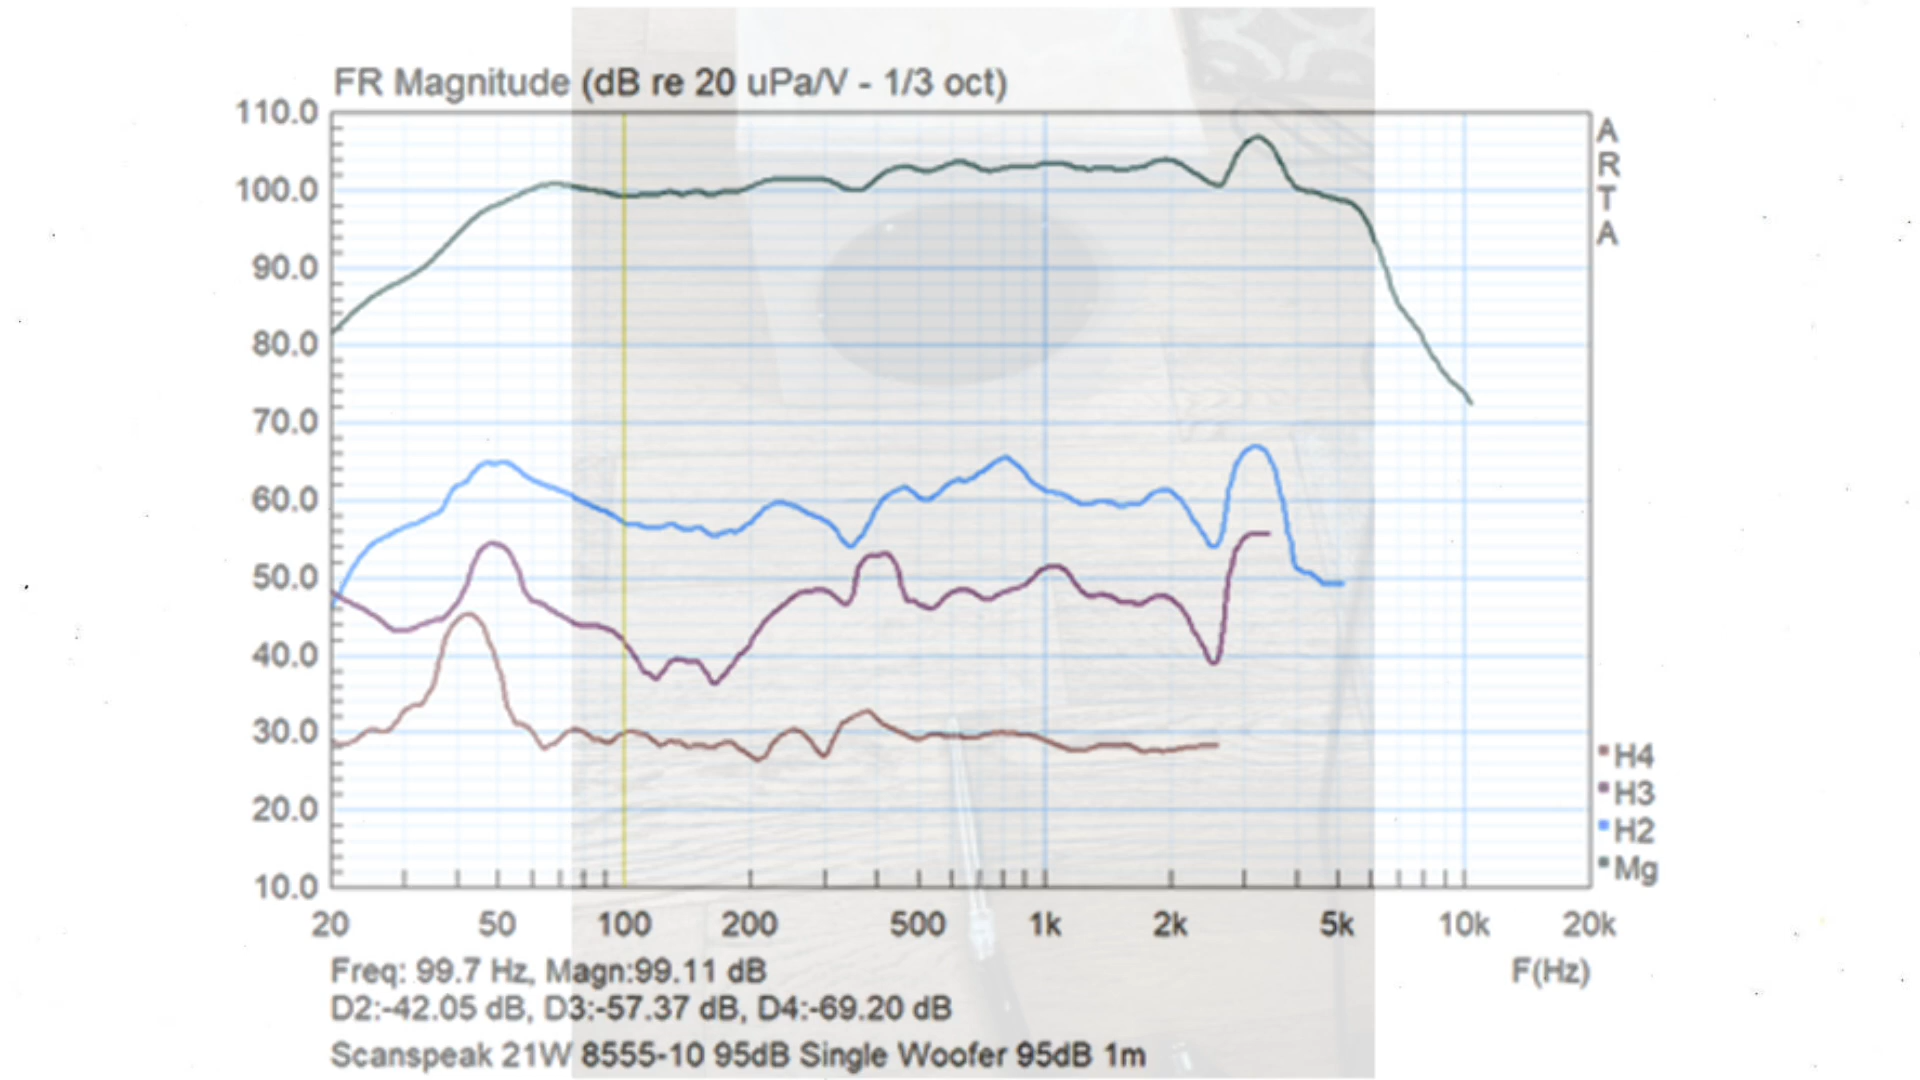 FR Magnitude (dB re 20 uPa/V - 1/3 oct)
110.0
100.0
90.0
80.0
70.0
60.0
50.0
40.0
30.0
20.0
10.0
A
R
T
A
H4
H3
H2
Mg
20 50 100 200 500 1k 2k 5k 10k 20k
F(Hz)
Freq: 99.7 Hz, Magn:99.11 dB
D2:-42.05 dB, D3:-57.37 dB, D4:-69.20 dB
Scanspeak 21W 8555-10 95dB Single Woofer 95dB 1m